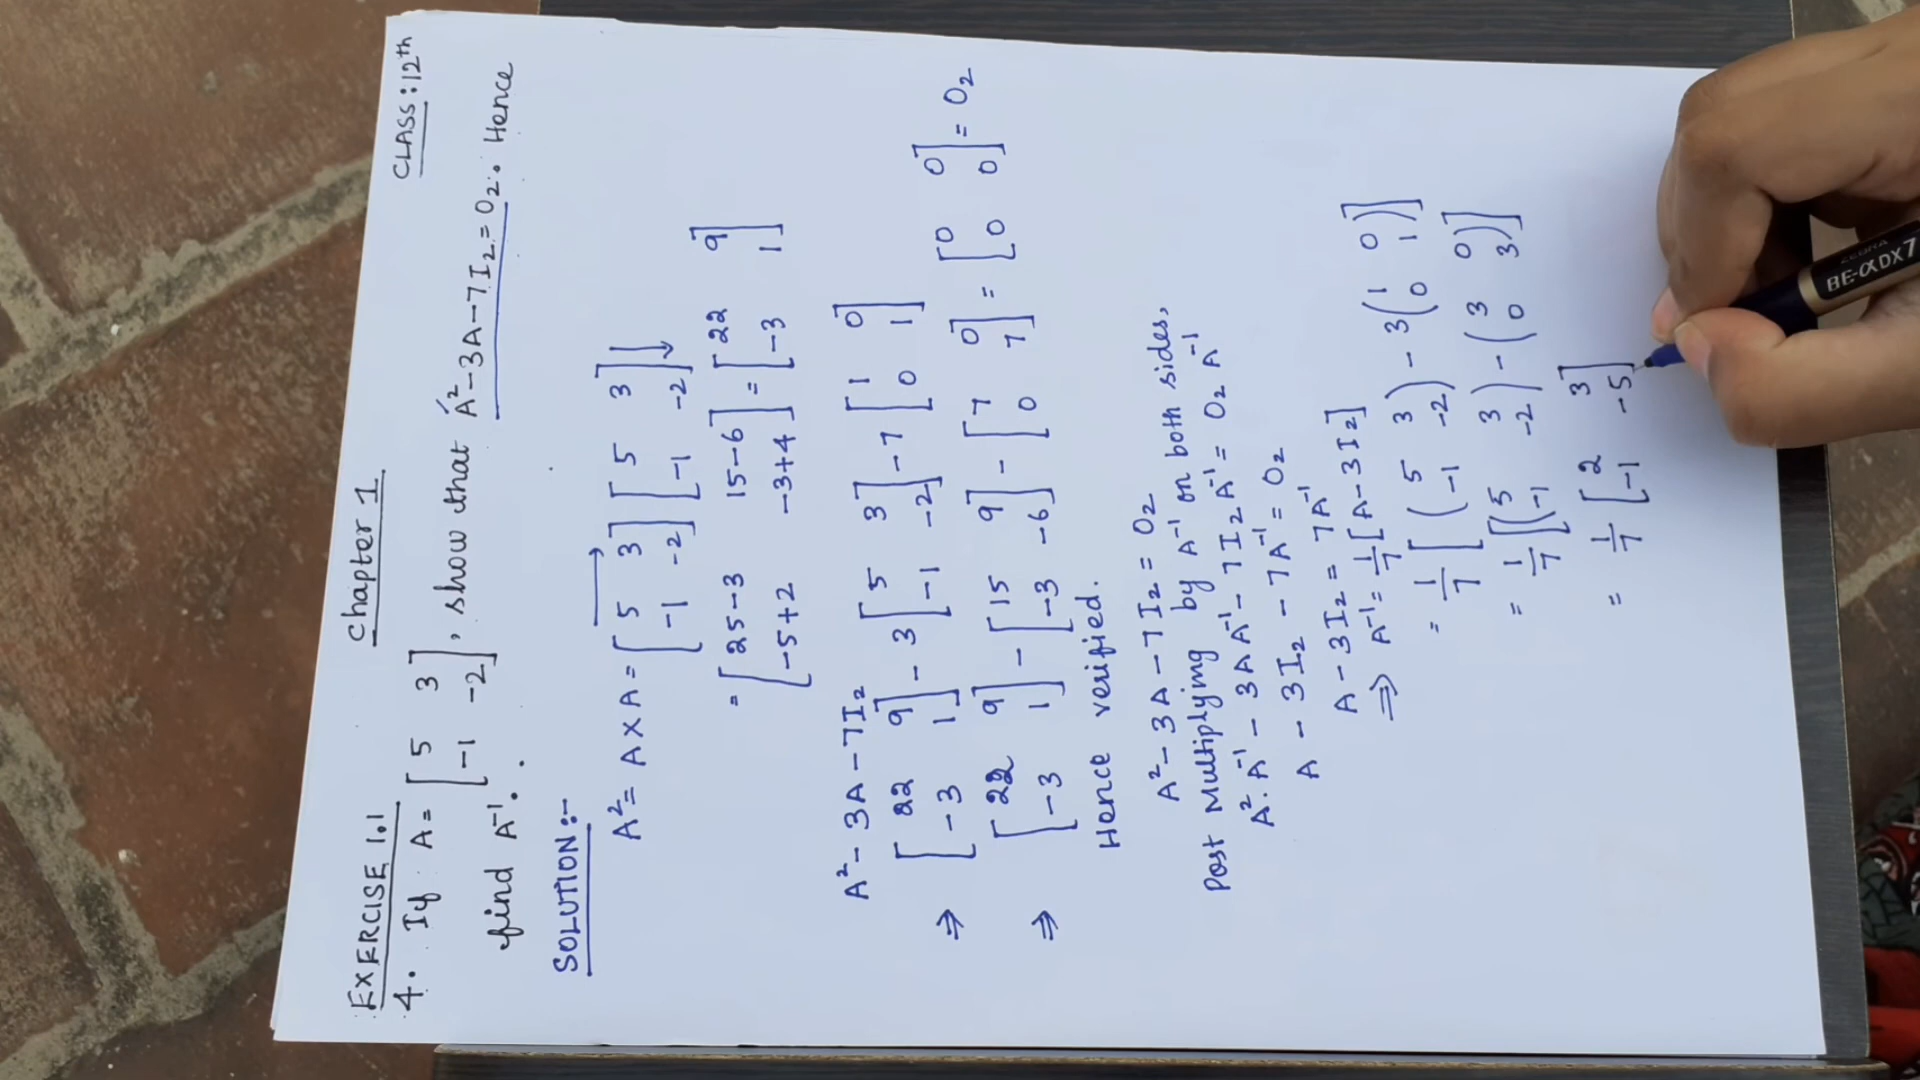 Chapter 1
EXERCISE 1.1 CLASS: 12th
4. If A = [5 3; -1 -2], show that A² - 3A - 7I₂ = O₂. Hence
find A⁻¹.
SOLUTION:-
A² = A × A = [5 3; -1 -2] [5 3; -1 -2]
= [25-3 15-6; -5+2 -3+4] = [22 9; -3 1]
A² - 3A - 7I₂
⇒ [22 9; -3 1] - 3 [5 3; -1 -2] - 7 [1 0; 0 1]
⇒ [22 9; -3 1] - [15 9; -3 -6] - [7 0; 0 7] = [0 0; 0 0] = O₂
Hence verified.
A² - 3A - 7I₂ = O₂
Post Multiplying by A⁻¹ on both sides,
A².A⁻¹ - 3AA⁻¹ - 7I₂A⁻¹ = O₂ A⁻¹
A - 3I₂ - 7A⁻¹ = O₂
A - 3I₂ = 7A⁻¹
⇒ A⁻¹ = 1/7 [A - 3I₂]
= 1/7 [(5 3; -1 -2) - 3(1 0; 0 1)]
= 1/7 [(5 3; -1 -2) - (3 0; 0 3)]
= 1/7 [2 3; -1 -5]
ZEBRA
BE-αDX7